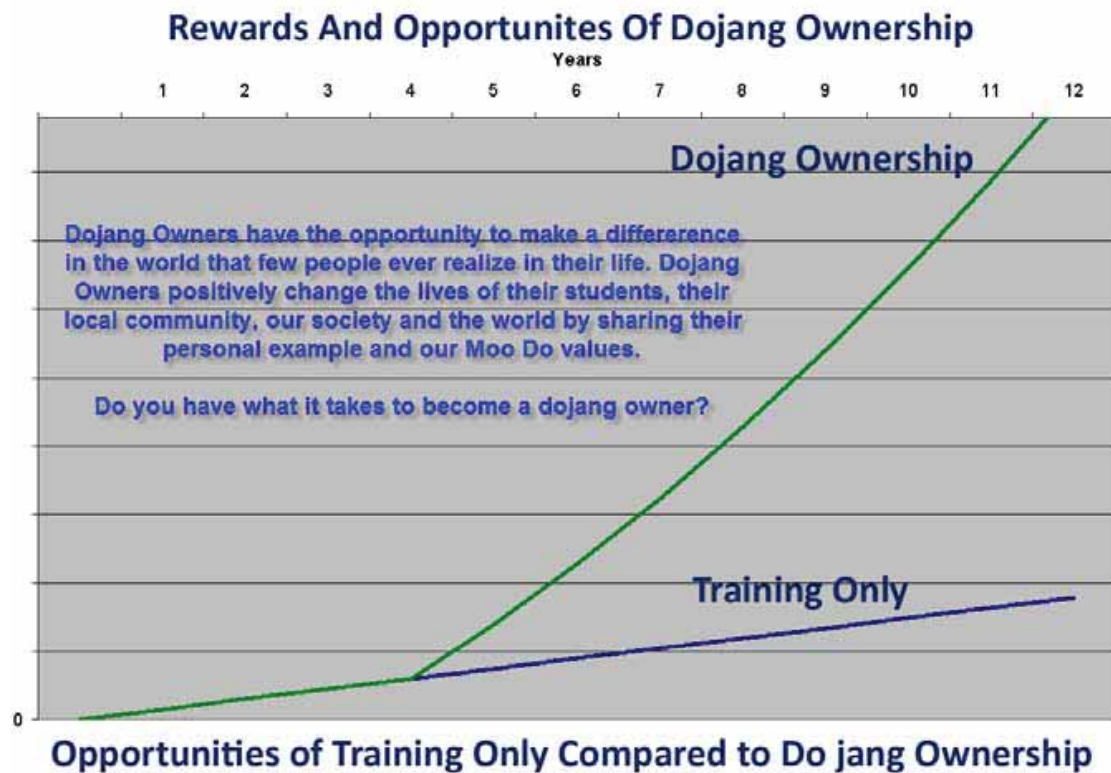 Rewards And Opportunites Of Dojang Ownership
Years
1 2 3 4 5 6 7 8 9 10 11 12
Dojang Ownership
Dojang Owners have the opportunity to make a differerence
in the world that few people ever realize in their life. Dojang
Owners positively change the lives of their students, their
local community, our society and the world by sharing their
personal example and our Moo Do values.
Do you have what it takes to become a dojang owner?
Training Only
0
Opportunities of Training Only Compared to Do jang Ownership